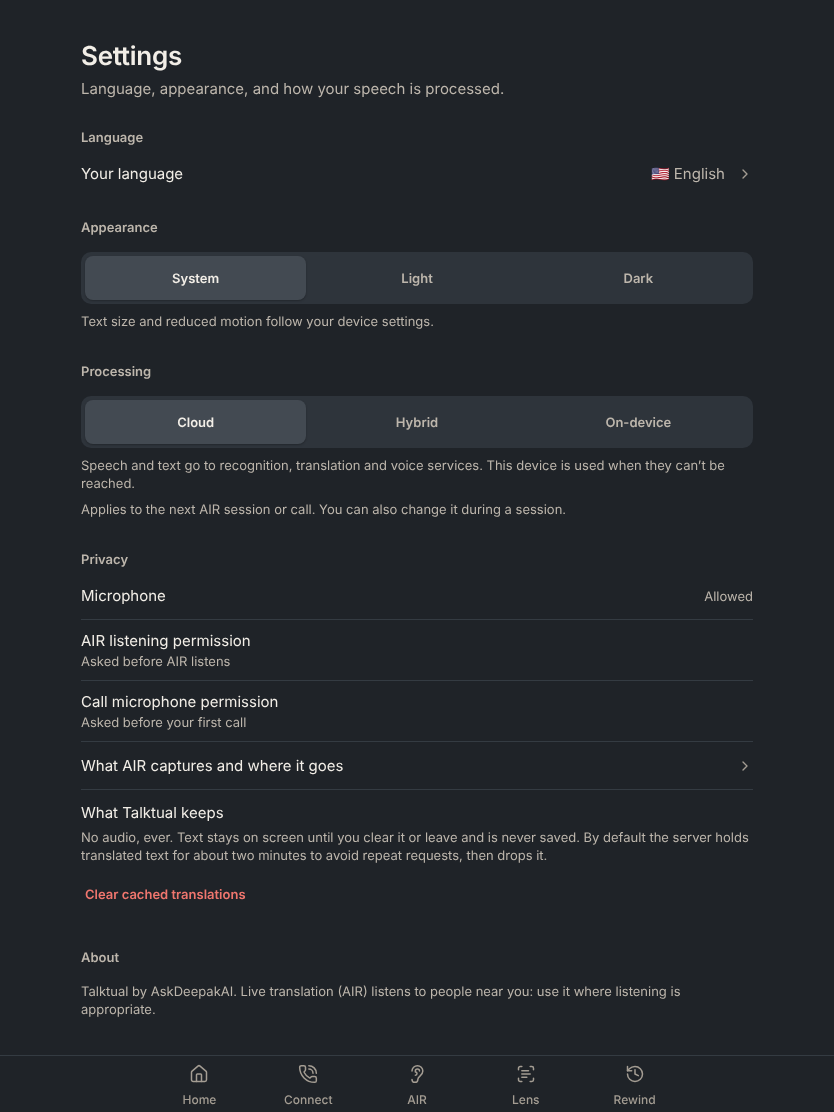 Settings
Language, appearance, and how your speech is processed.
Language
Your language
🇺🇸 English
Appearance
System
Light
Dark
Text size and reduced motion follow your device settings.
Processing
Cloud
Hybrid
On-device
Speech and text go to recognition, translation and voice services. This device is used when they can’t be
reached.
Applies to the next AIR session or call. You can also change it during a session.
Privacy
Microphone
Allowed
AIR listening permission
Asked before AIR listens
Call microphone permission
Asked before your first call
What AIR captures and where it goes
What Talktual keeps
No audio, ever. Text stays on screen until you clear it or leave and is never saved. By default the server holds
translated text for about two minutes to avoid repeat requests, then drops it.
Clear cached translations
About
Talktual by AskDeepakAI. Live translation (AIR) listens to people near you: use it where listening is
appropriate.
Home
Connect
AIR
Lens
Rewind